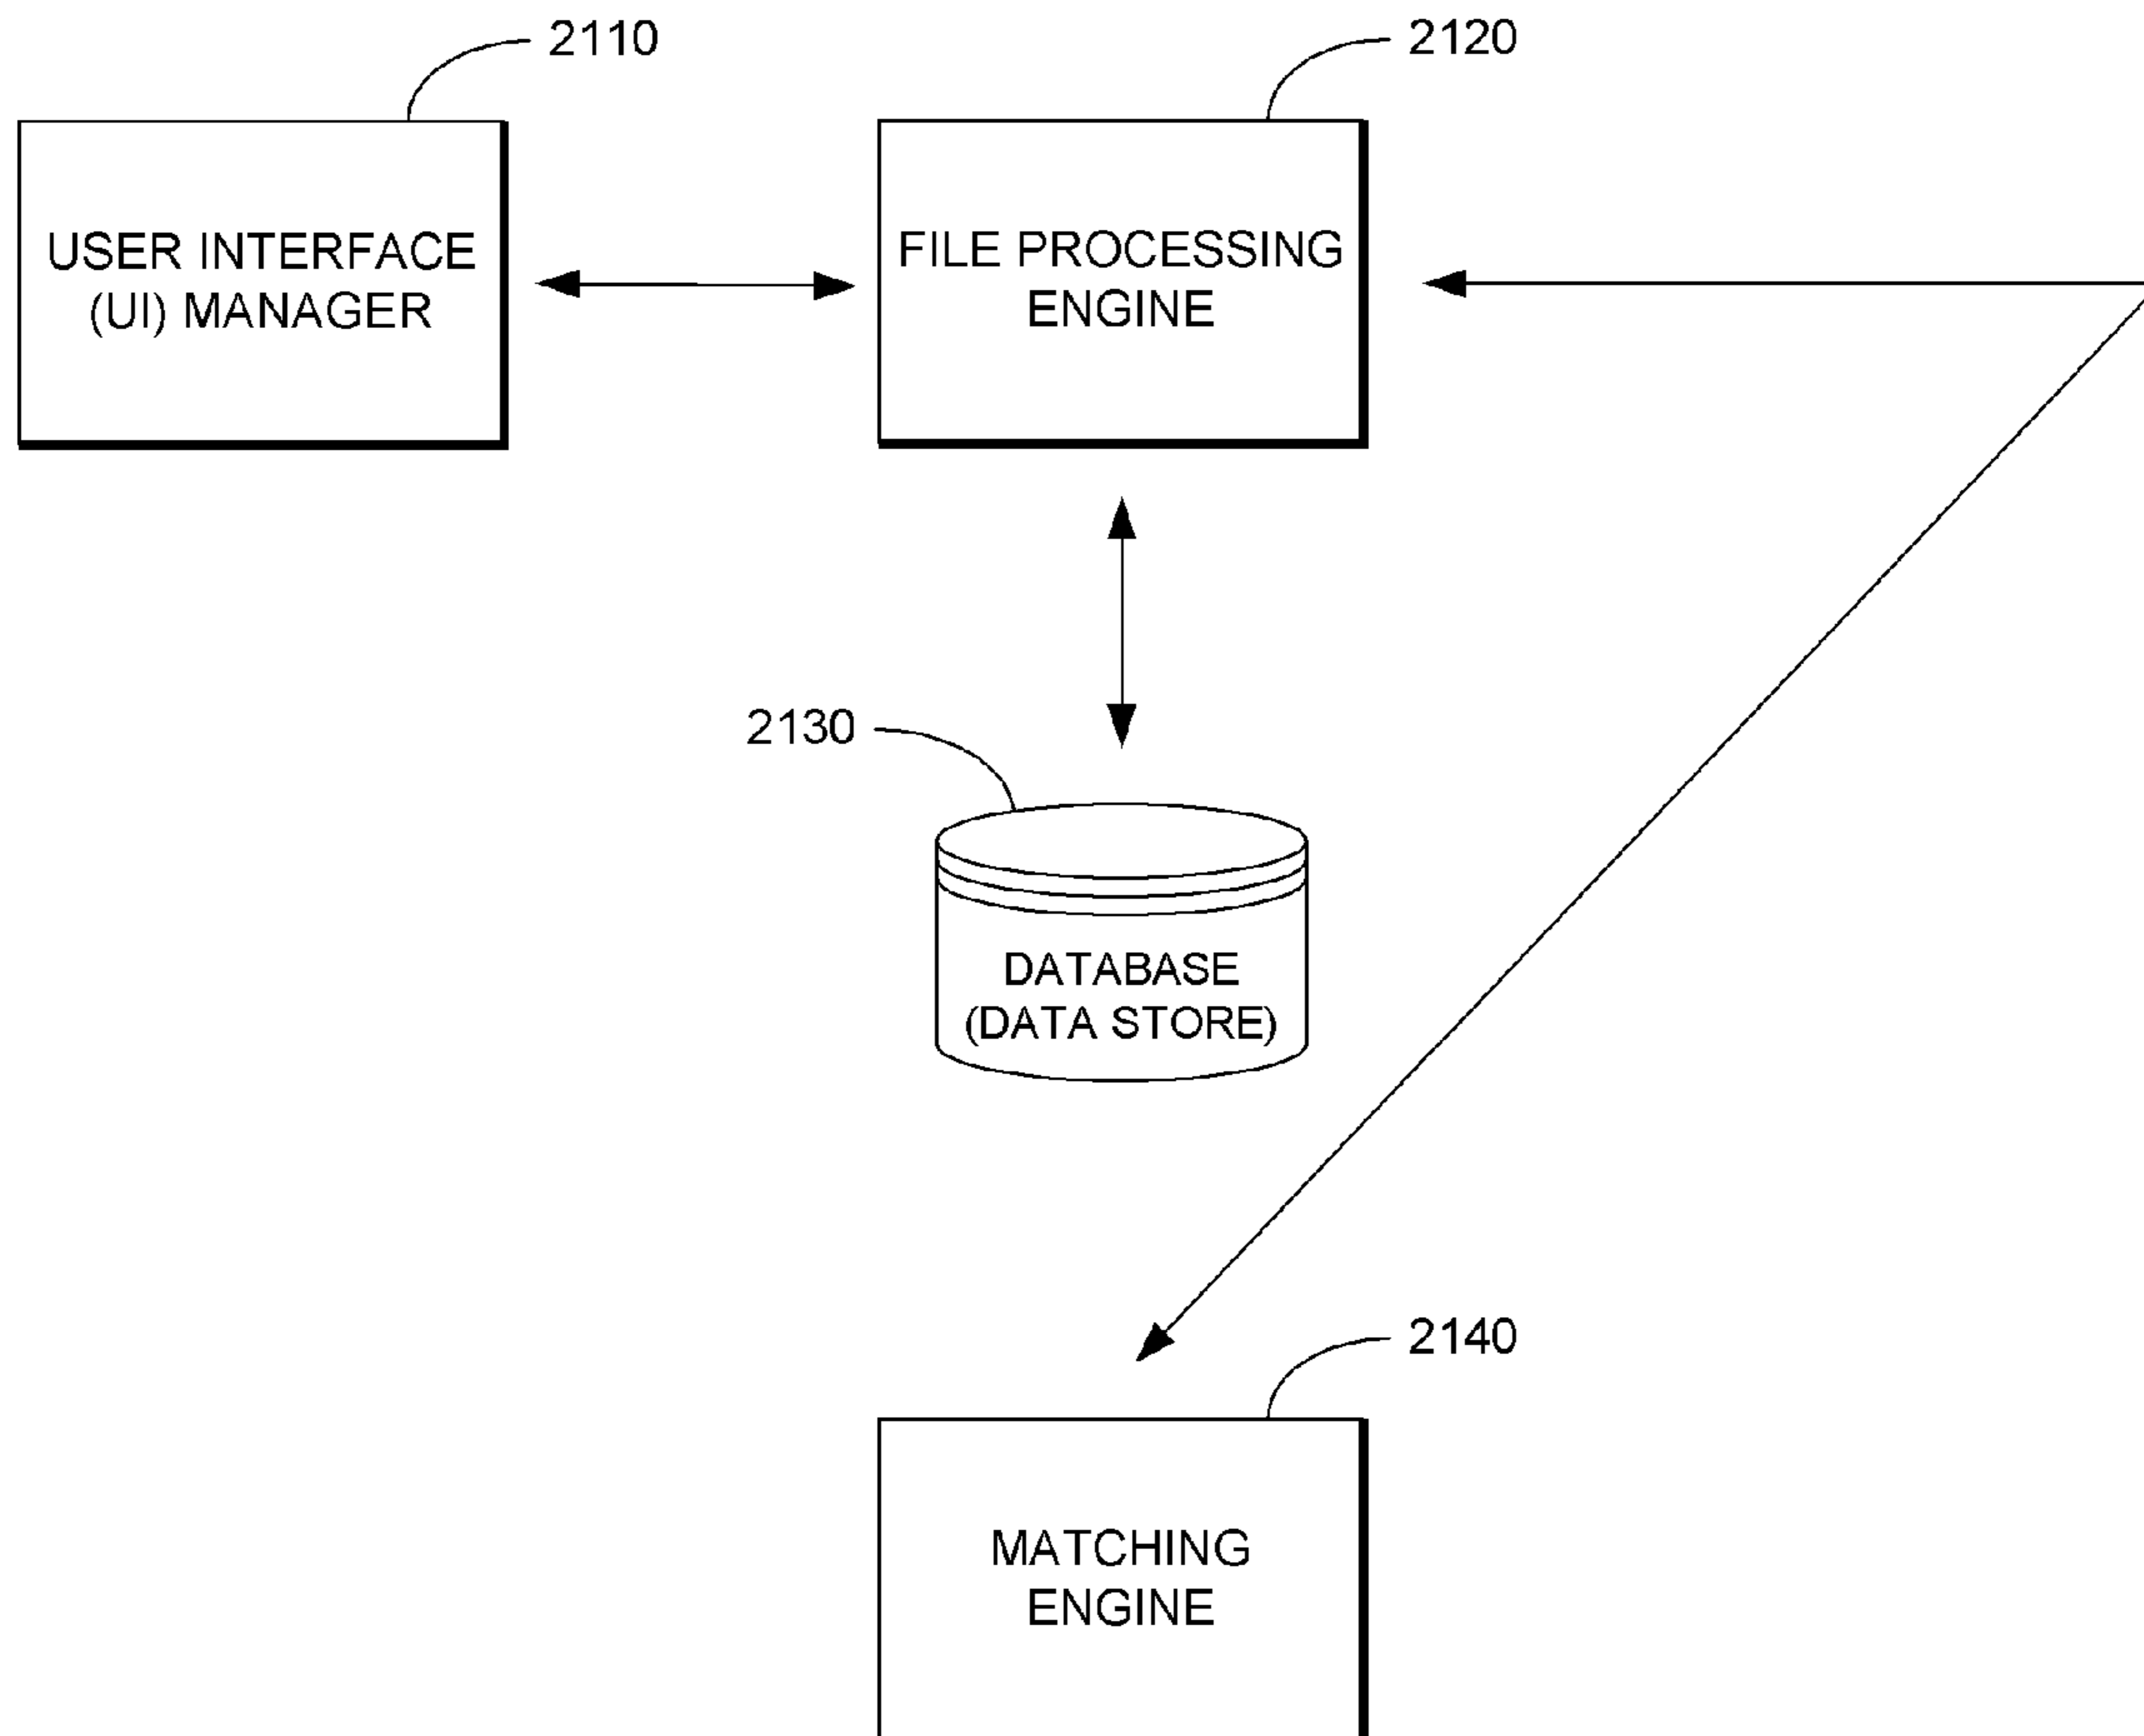 2110
2120
USER INTERFACE
(UI) MANAGER
FILE PROCESSING
ENGINE
2130
DATABASE
(DATA STORE)
2140
MATCHING
ENGINE